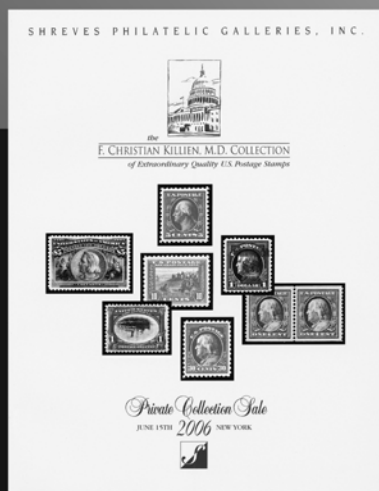 SHREVES PHILATELIC GALLERIES, INC.
the
F. CHRISTIAN KILLIEN, M.D. COLLECTION
of Extraordinary Quality U.S. Postage Stamps
Private Collection Sale
JUNE 15TH 2006 NEW YORK